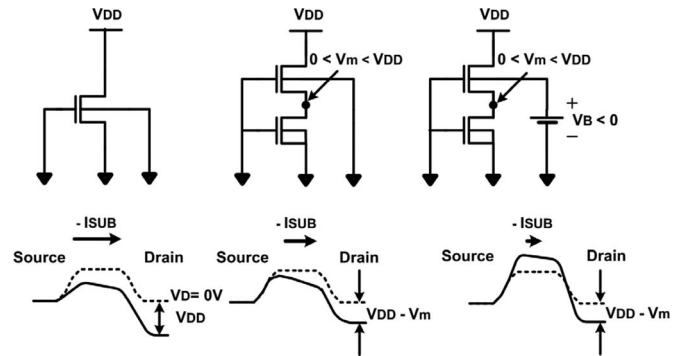 VDD
VDD
VDD
0 < Vm < VDD
0 < Vm < VDD
+
VB < 0
–
- ISUB
- ISUB
- ISUB
Source
Drain
Source
Drain
Source
Drain
VD= 0V
VDD
VDD - Vm
VDD - Vm